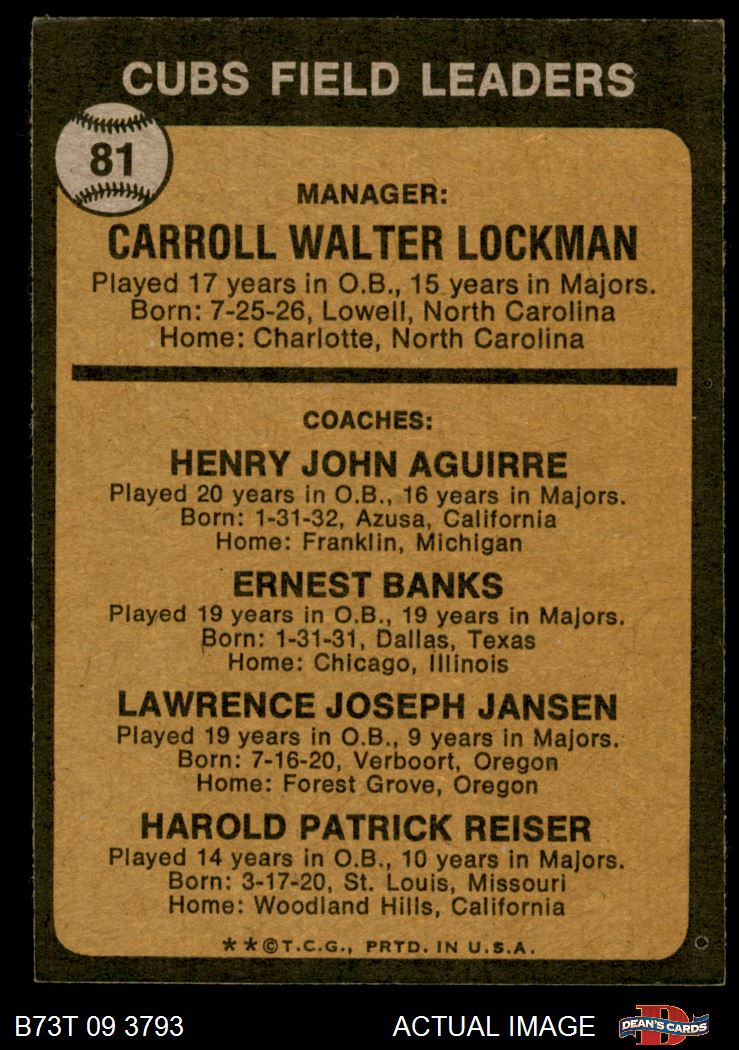 CUBS FIELD LEADERS
81
MANAGER:
CARROLL WALTER LOCKMAN
Played 17 years in O.B., 15 years in Majors.
Born: 7-25-26, Lowell, North Carolina
Home: Charlotte, North Carolina
COACHES:
HENRY JOHN AGUIRRE
Played 20 years in O.B., 16 years in Majors.
Born: 1-31-32, Azusa, California
Home: Franklin, Michigan
ERNEST BANKS
Played 19 years in O.B., 19 years in Majors.
Born: 1-31-31, Dallas, Texas
Home: Chicago, Illinois
LAWRENCE JOSEPH JANSEN
Played 19 years in O.B., 9 years in Majors.
Born: 7-16-20, Verboort, Oregon
Home: Forest Grove, Oregon
HAROLD PATRICK REISER
Played 14 years in O.B., 10 years in Majors.
Born: 3-17-20, St. Louis, Missouri
Home: Woodland Hills, California
**©T.C.G., PRTD. IN U.S.A.
B73T 09 3793 ACTUAL IMAGE D DEAN'S CARDS